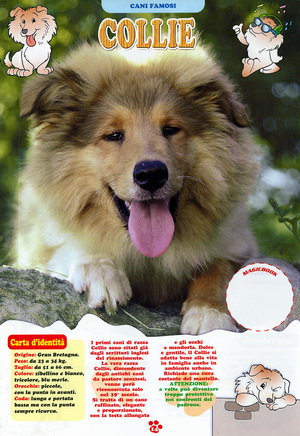 CANI FAMOSI
COLLIE
MAGICBOOK
Carta d'identità
Origine: Gran Bretagna.
Peso: da 23 a 34 kg.
Taglia: da 51 a 66 cm.
Colore: zibellino e bianco,
tricolore, blu merle.
Orecchie: piccole,
con la punta in avanti.
Coda: lunga e portata
bassa ma con la punta
sempre ricurva.
I primi cani di razza
Collie sono citati già
dagli scrittori inglesi
del rinascimento.
La vera razza
Collie, discendente
dagli antichi cani
da pastore scozzesi,
venne però
riconosciuta solo
nel 19° secolo.
Si tratta di un cane
raffinato, elegante
e proporzionato,
con la testa allungata
e gli occhi
a mandorla. Dolce
e gentile, il Collie si
adatta bene alla vita
in famiglia anche in
ambiente urbano.
Richiede una cura
costante del mantello.
ATTENZIONE:
a volte può diventare
troppo protettivo
nei confronti del
padrone.